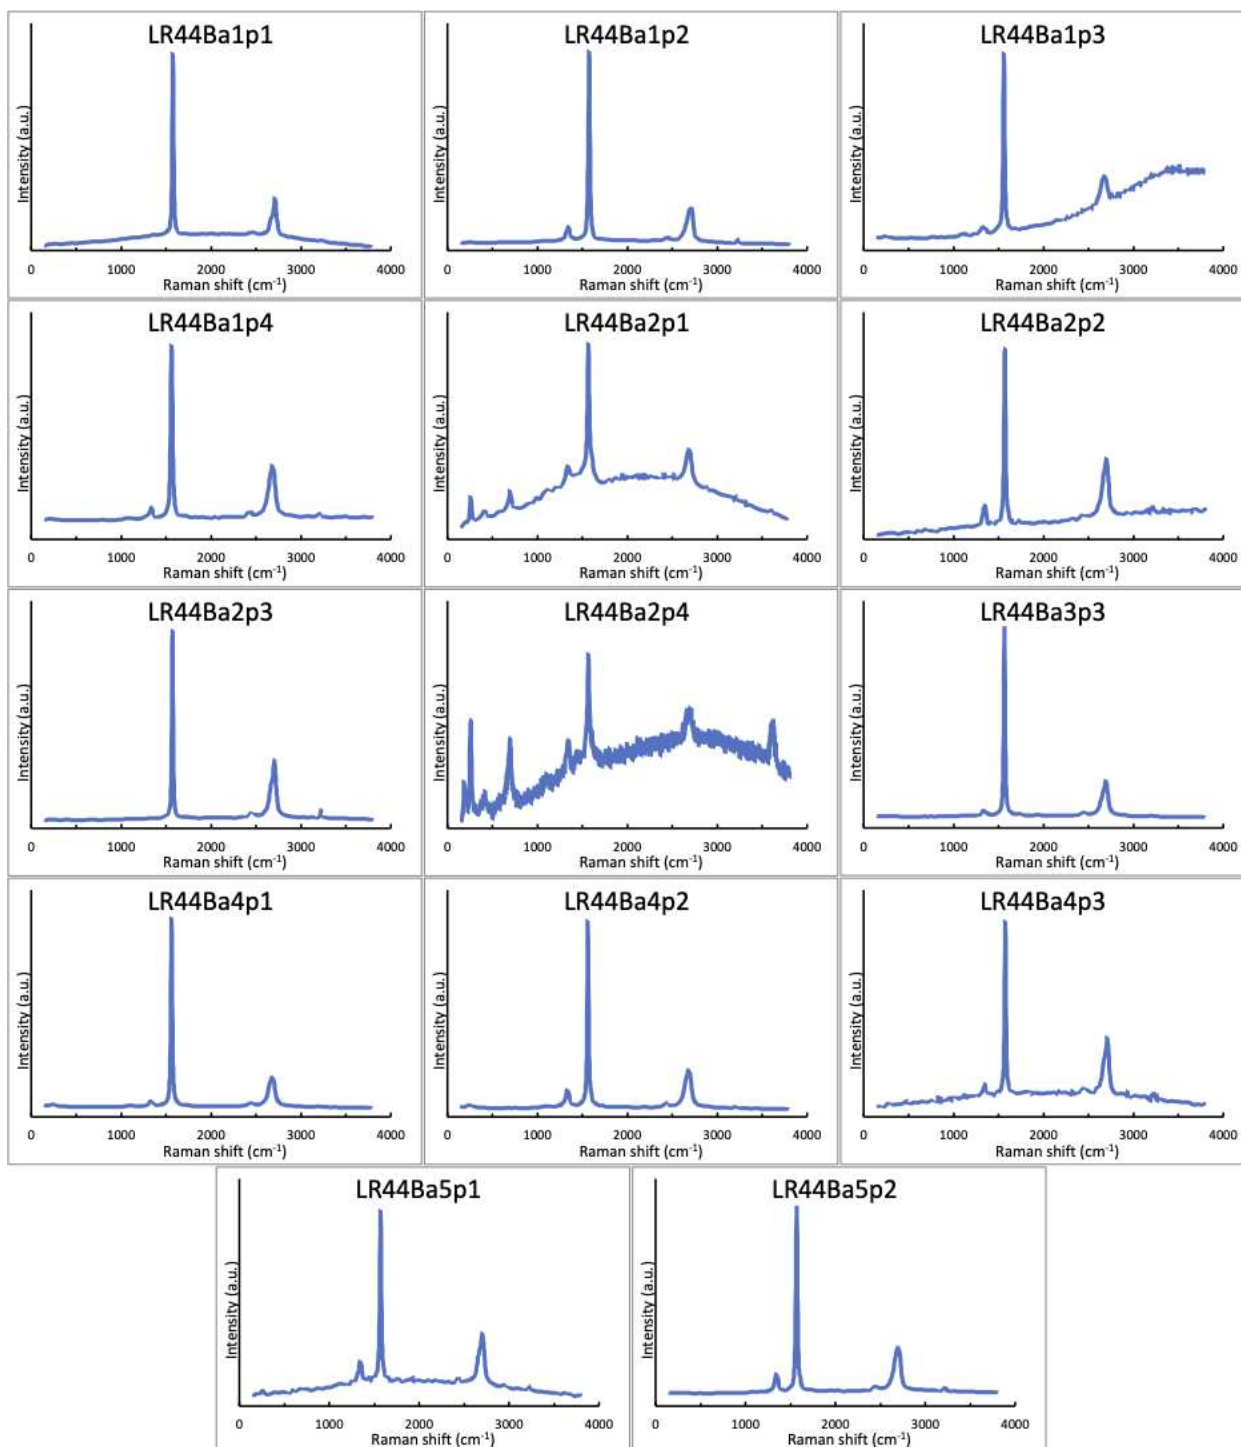 LR44Ba1p1
Intensity (a.u.)
0 1000 2000 3000 4000
Raman shift (cm⁻¹)
LR44Ba1p2
Intensity (a.u.)
0 1000 2000 3000 4000
Raman shift (cm⁻¹)
LR44Ba1p3
Intensity (a.u.)
0 1000 2000 3000 4000
Raman shift (cm⁻¹)
LR44Ba1p4
Intensity (a.u.)
0 1000 2000 3000 4000
Raman shift (cm⁻¹)
LR44Ba2p1
Intensity (a.u.)
0 1000 2000 3000 4000
Raman shift (cm⁻¹)
LR44Ba2p2
Intensity (a.u.)
0 1000 2000 3000 4000
Raman shift (cm⁻¹)
LR44Ba2p3
Intensity (a.u.)
0 1000 2000 3000 4000
Raman shift (cm⁻¹)
LR44Ba2p4
Intensity (a.u.)
0 1000 2000 3000 4000
Raman shift (cm⁻¹)
LR44Ba3p3
Intensity (a.u.)
0 1000 2000 3000 4000
Raman shift (cm⁻¹)
LR44Ba4p1
Intensity (a.u.)
0 1000 2000 3000 4000
Raman shift (cm⁻¹)
LR44Ba4p2
Intensity (a.u.)
0 1000 2000 3000 4000
Raman shift (cm⁻¹)
LR44Ba4p3
Intensity (a.u.)
0 1000 2000 3000 4000
Raman shift (cm⁻¹)
LR44Ba5p1
Intensity (a.u.)
0 1000 2000 3000 4000
Raman shift (cm⁻¹)
LR44Ba5p2
Intensity (a.u.)
0 1000 2000 3000 4000
Raman shift (cm⁻¹)